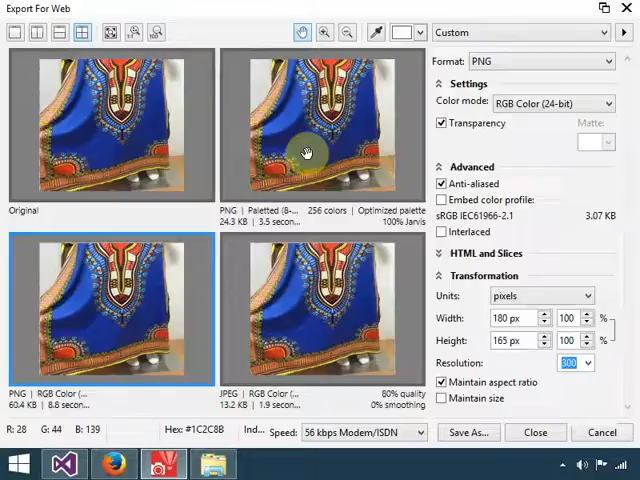 Export For Web
Custom
Format: PNG
Settings
Color mode: RGB Color (24-bit)
Transparency
Matte:
Advanced
Anti-aliased
Embed color profile:
sRGB IEC61966-2.1 3.07 KB
Interlaced
HTML and Slices
Transformation
Units: pixels
Width: 180 px 100 %
Height: 165 px 100 %
Resolution: 300
Maintain aspect ratio
Maintain size
Original
PNG | Paletted (8-... 256 colors | Optimized palette
24.3 KB | 3.5 secon... 100% Jarvis
PNG | RGB Color (...
60.4 KB | 8.8 secon...
JPEG | RGB Color (... 80% quality
13.2 KB | 1.9 secon... 0% smoothing
R: 28 G: 44 B: 139 Hex: #1C2C8B Ind... Speed: 56 kbps Modem/ISDN Save As... Close Cancel